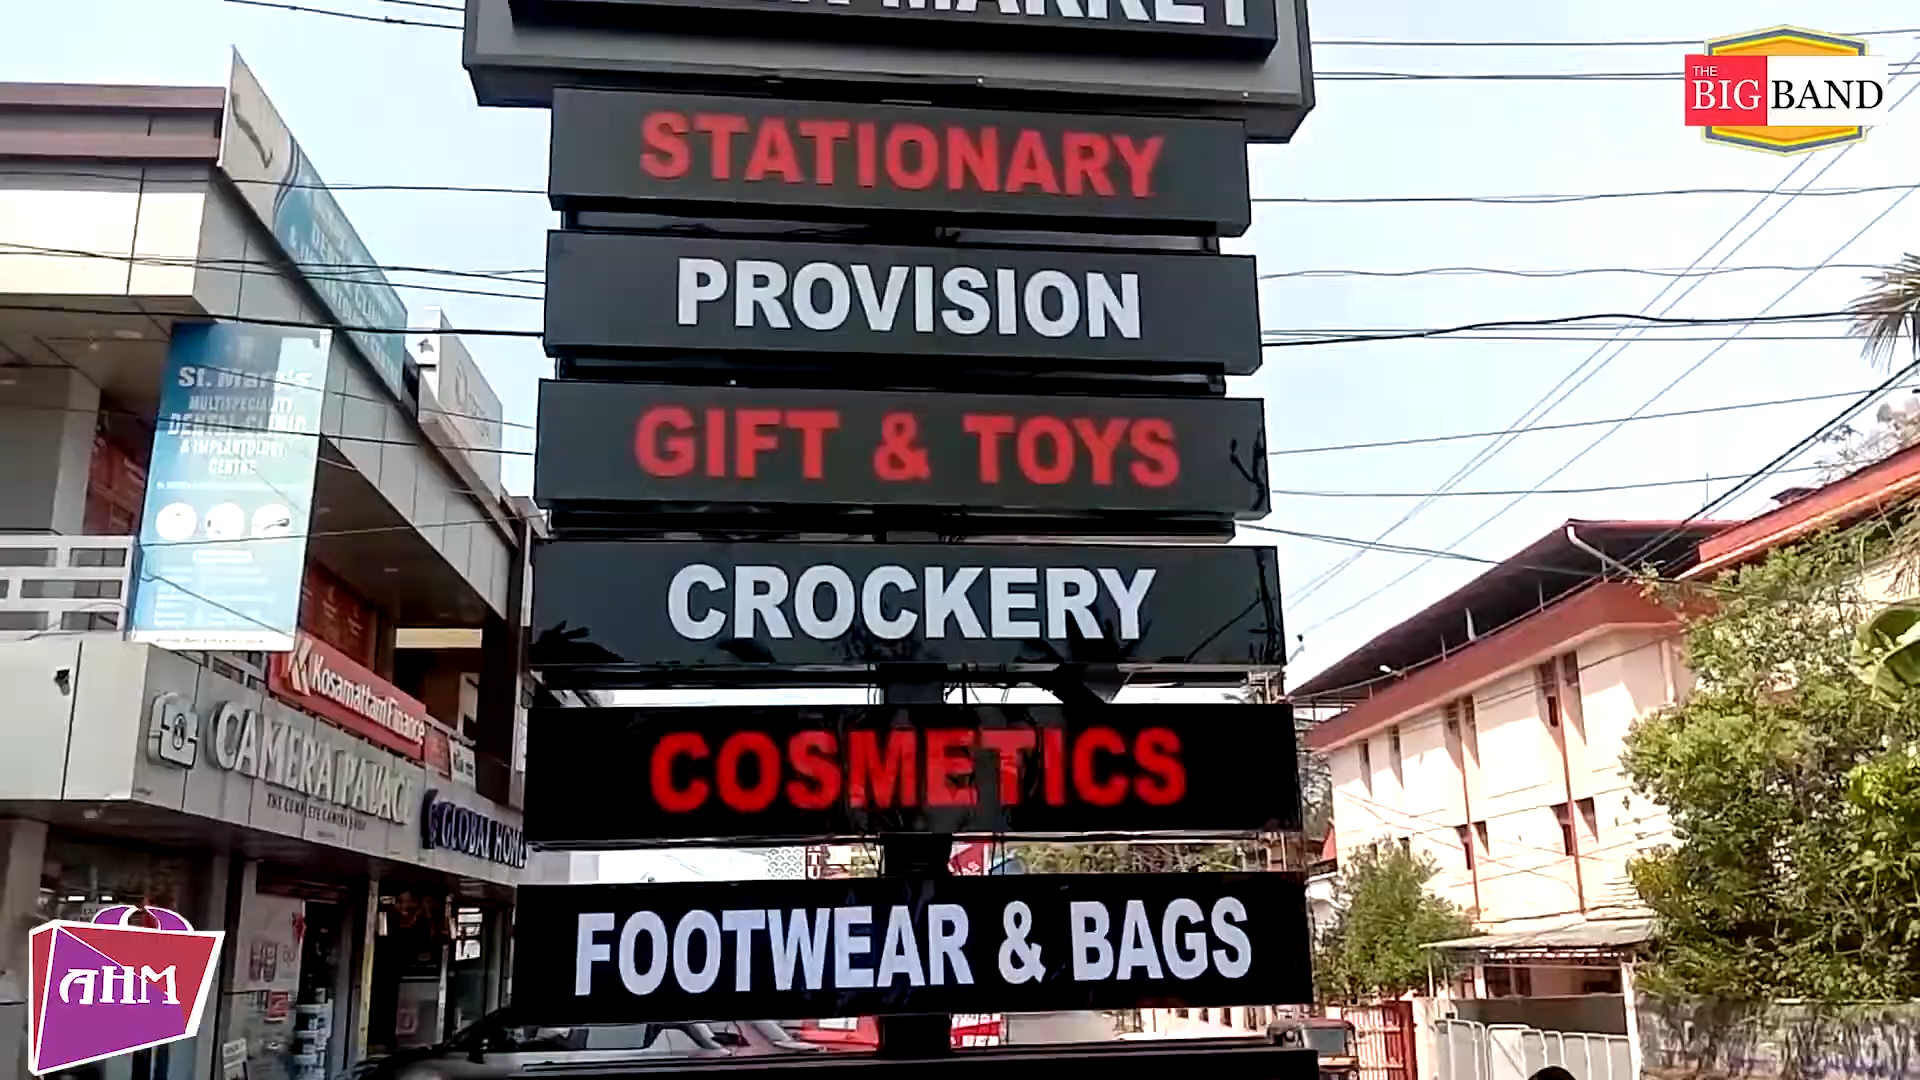 MARKET
THE
BIG BAND
STATIONARY
PROVISION
GIFT & TOYS
CROCKERY
COSMETICS
FOOTWEAR & BAGS
St. Mary's
MULTISPECIALITY
DENTAL CLINIC
& IMPLANTOLOGY
CENTRE
Kosamattam Finance
CAMERA PALACE
THE COMPLETE CAMERA SHOP
GLOBAL HOME
AHM